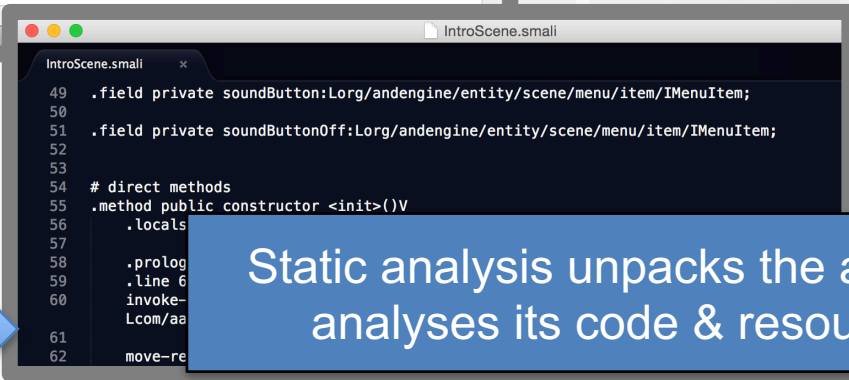 IntroScene.smali
IntroScene.smali ×
49 .field private soundButton:Lorg/andengine/entity/scene/menu/item/IMenuItem;
50
51 .field private soundButtonOff:Lorg/andengine/entity/scene/menu/item/IMenuItem;
52
53
54 # direct methods
55 .method public constructor <init>()V
56 .locals
57
58 .prolog
59 .line 6
60 invoke-
Lcom/aa
61
62 move-re
Static analysis unpacks the a
analyses its code & resou